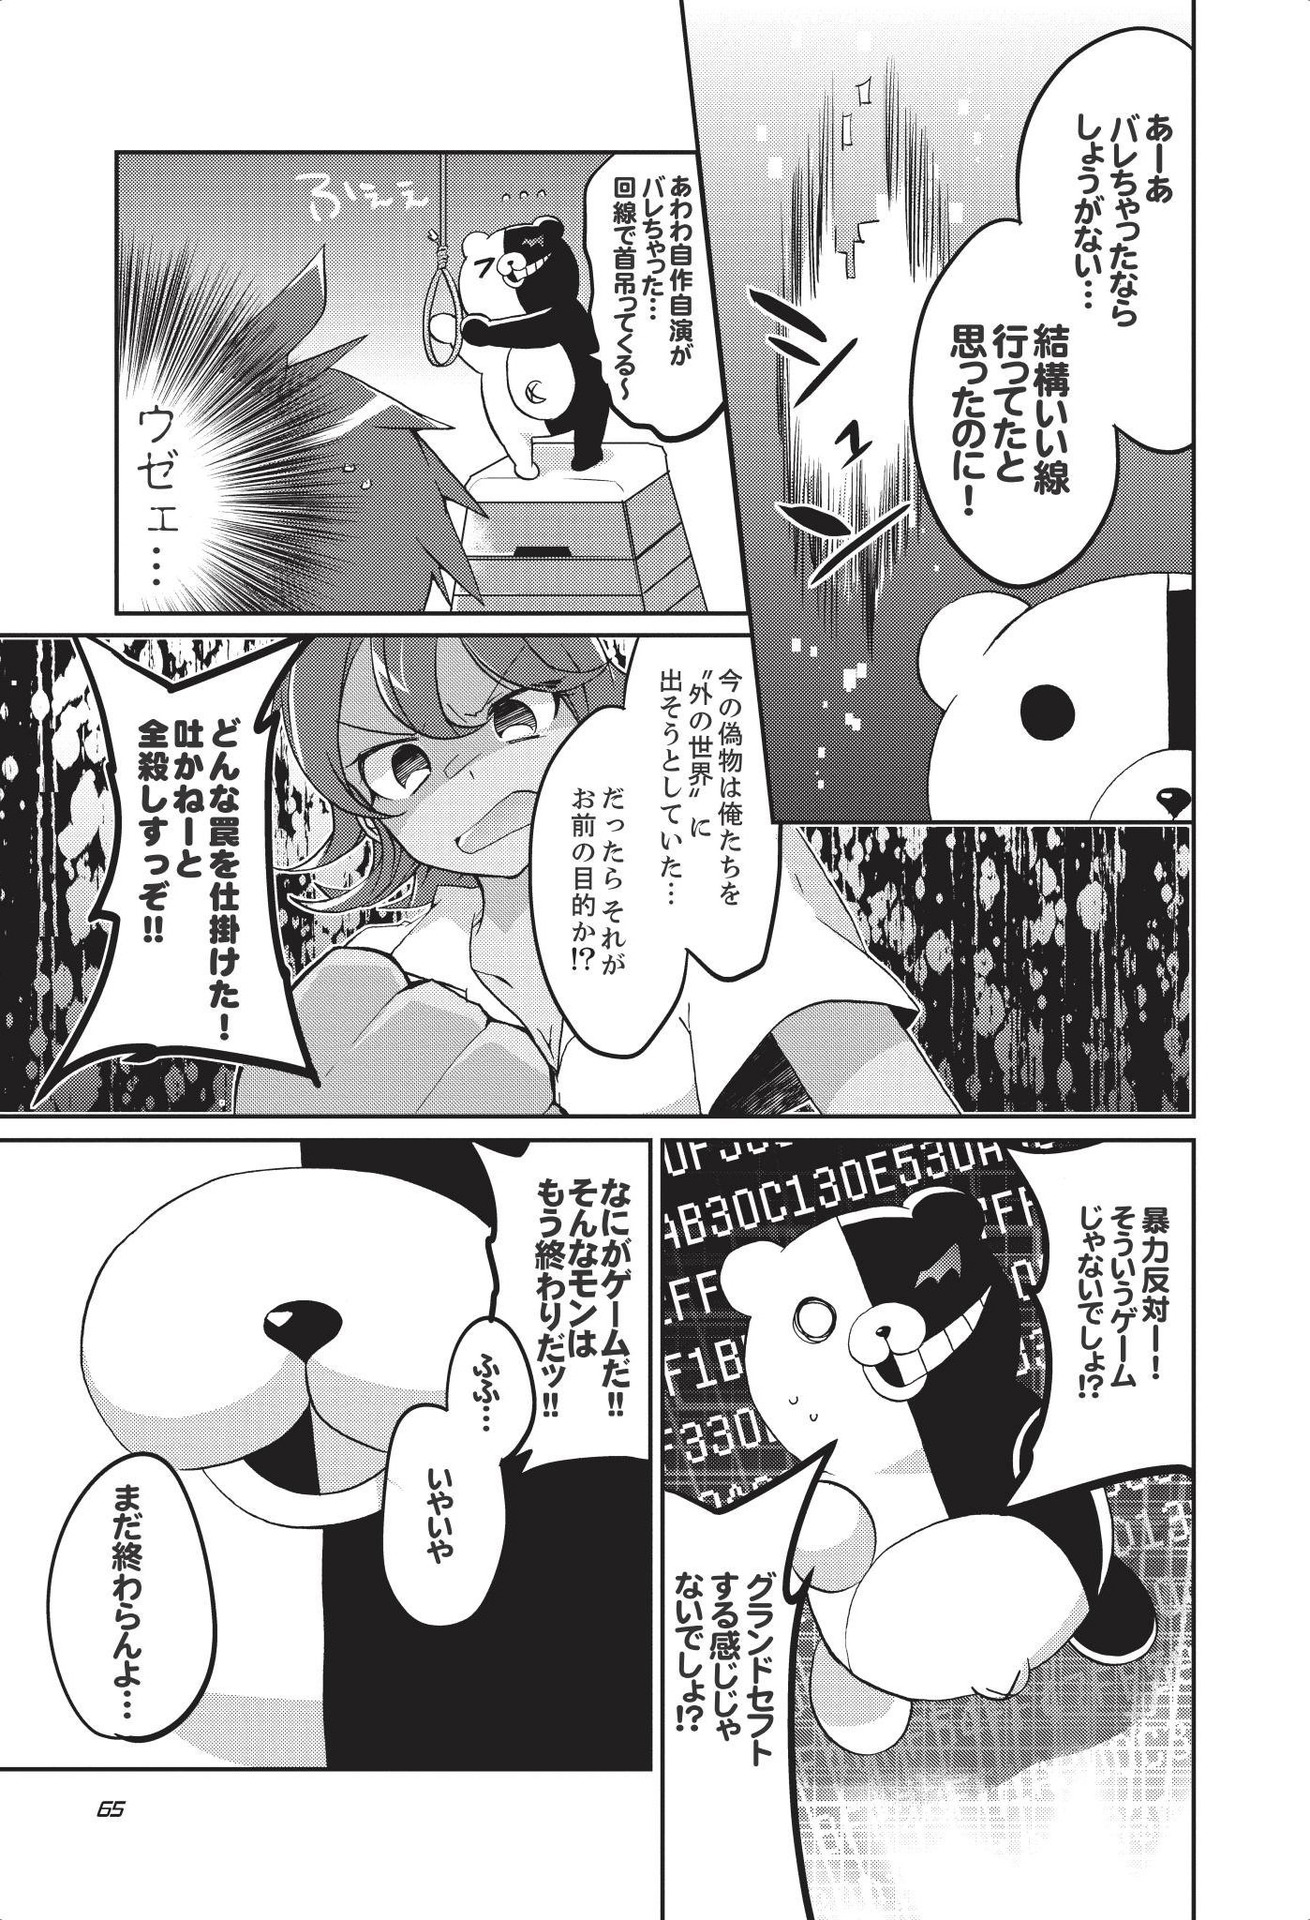 あーあ
バレちゃったなら
しょうがない…
結構いい線
行ってたと
思ったのに！
シュン
あわわ自作自演が
バレちゃった…
回線で首吊ってくる～
ふえぇぇ
ウゼェ…
今の偽物は俺たちを
〝外の世界〟に
出そうとしていた…
だったらそれが
お前の目的か!?
どんな罠を仕掛けた！
吐かねーと
全殺しすっぞ!!
暴力反対ー！
そういうゲーム
じゃないでしょ!?
グランドセフト
する感じじゃ
ないでしょ!?
AB30C130E530A
なにがゲームだ!!
そんなモンは
もう終わりだッ!!
ふふ…
いやいや
まだ終わらんよ…
65